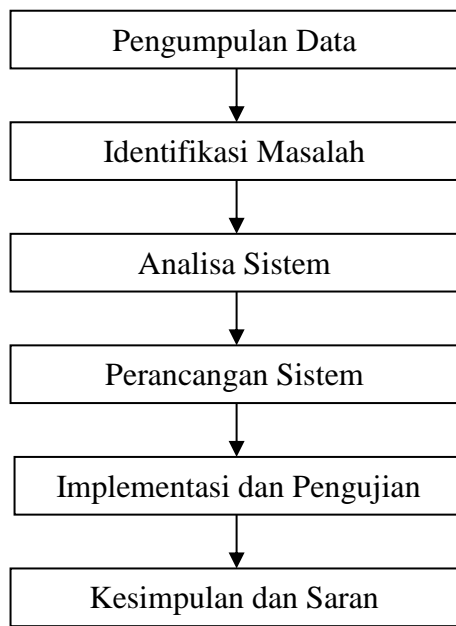 Pengumpulan Data
Identifikasi Masalah
Analisa Sistem
Perancangan Sistem
Implementasi dan Pengujian
Kesimpulan dan Saran